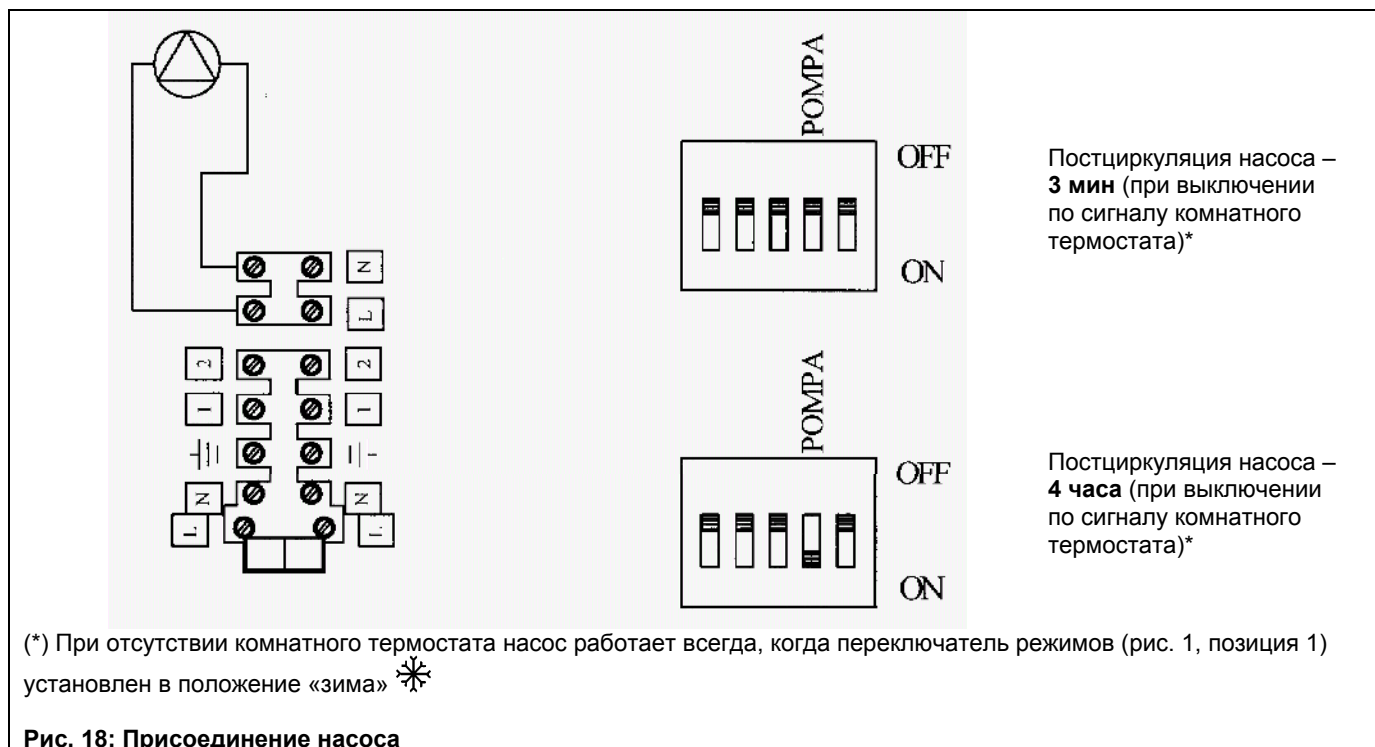 POMPA
OFF
ON
Постциркуляция насоса –
3 мин (при выключении
по сигналу комнатного
термостата)*
N
L
2
2
1
1
N
N
L
L
POMPA
OFF
ON
Постциркуляция насоса –
4 часа (при выключении
по сигналу комнатного
термостата)*
(*) При отсутствии комнатного термостата насос работает всегда, когда переключатель режимов (рис. 1, позиция 1)
установлен в положение «зима»
Рис. 18: Присоединение насоса